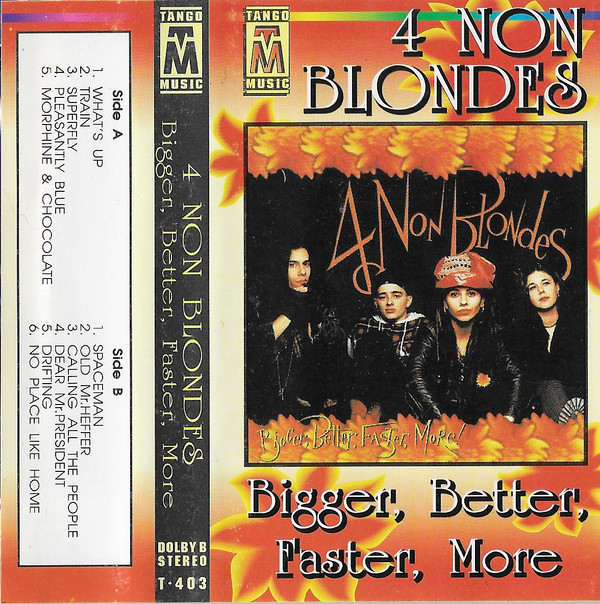 Side A
1. WHAT'S UP
2. TRAIN
3. SUPERFLY
4. PLEASANTLY BLUE
5. MORPHINE & CHOCOLATE
Side B
1. SPACEMAN
2. OLD Mr.HEFFER
3. CALLING ALL THE PEOPLE
4. DEAR Mr.PRESIDENT
5. DRIFTING
6. NO PLACE LIKE HOME
TANGO
TM
MUSIC
4 NON BLONDES
Bigger, Better, Faster, More
DOLBY B
STEREO
T-403
TANGO
TM
MUSIC
4 NON
BLONDES
4 Non Blondes
Bigger, Better, Faster, More!
Bigger, Better,
Faster, More